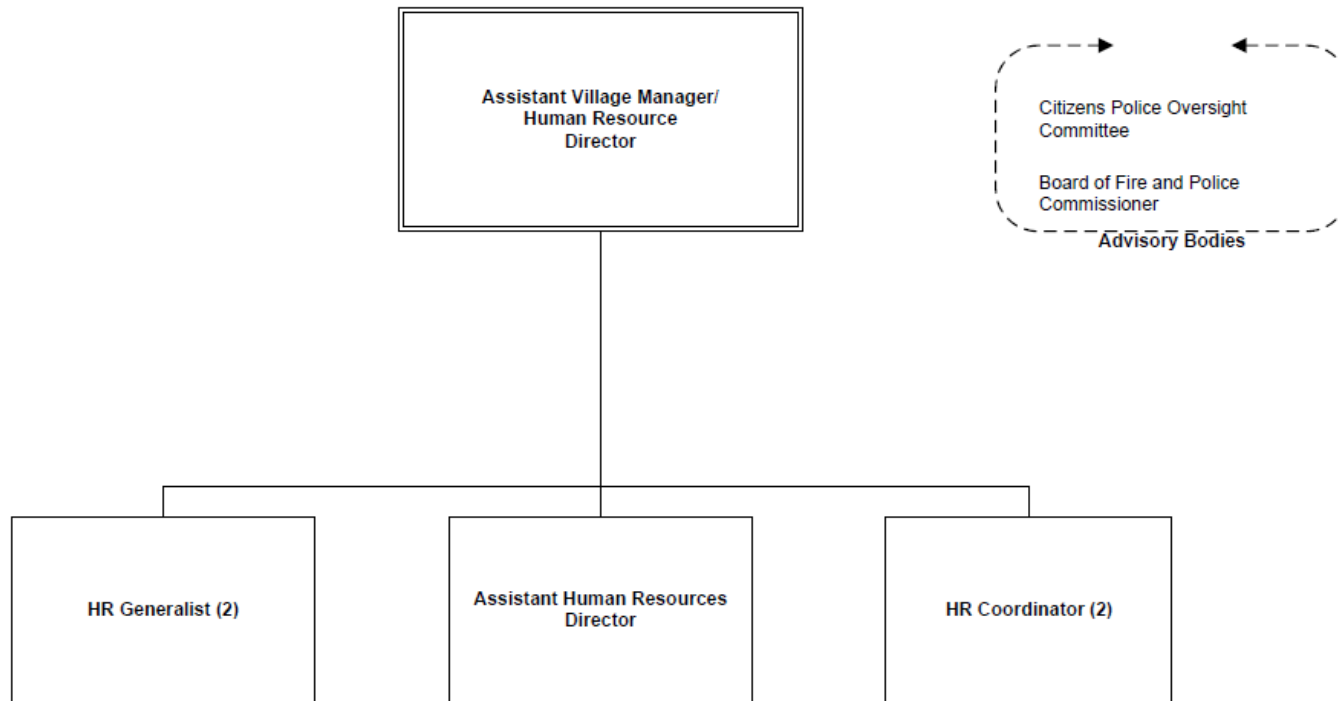 Assistant Village Manager/
Human Resource
Director
Citizens Police Oversight
Committee
Board of Fire and Police
Commissioner
Advisory Bodies
HR Generalist (2)
Assistant Human Resources
Director
HR Coordinator (2)